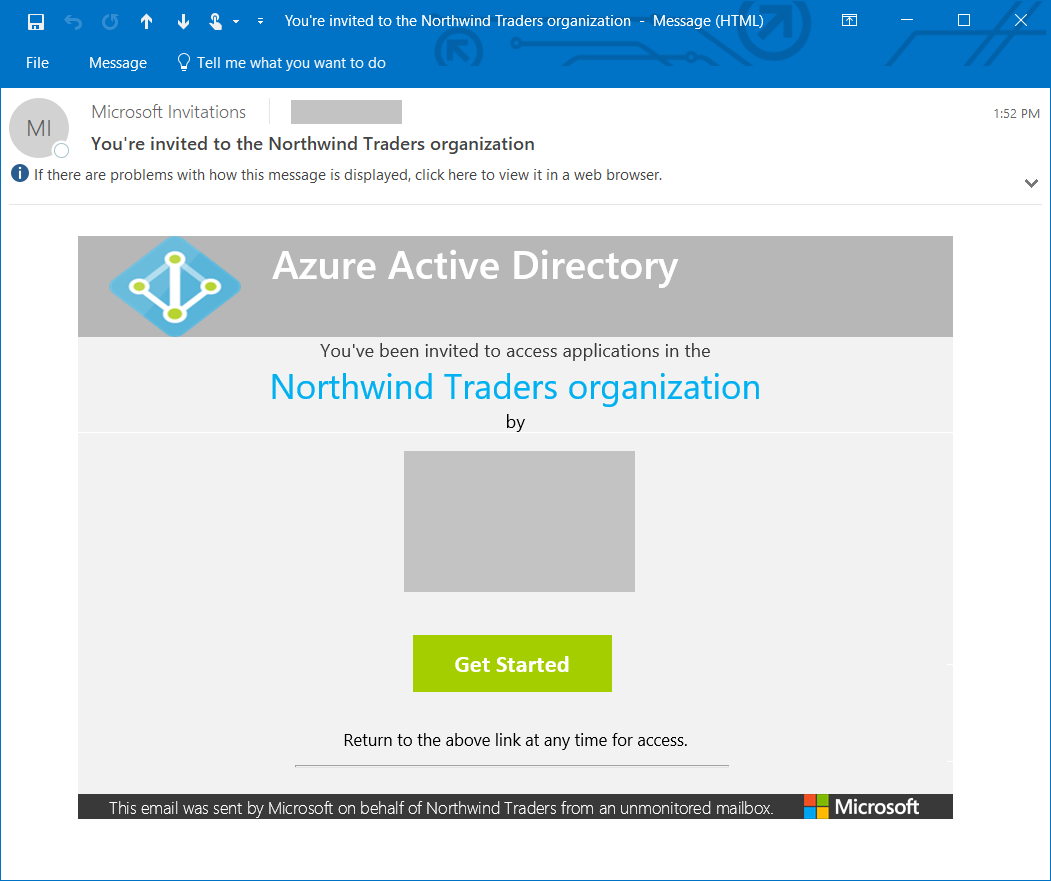 You're invited to the Northwind Traders organization - Message (HTML)
File Message Tell me what you want to do
MI
Microsoft Invitations
1:52 PM
You're invited to the Northwind Traders organization
i If there are problems with how this message is displayed, click here to view it in a web browser.
Azure Active Directory
You've been invited to access applications in the
Northwind Traders organization
by
Get Started
Return to the above link at any time for access.
This email was sent by Microsoft on behalf of Northwind Traders from an unmonitored mailbox. Microsoft